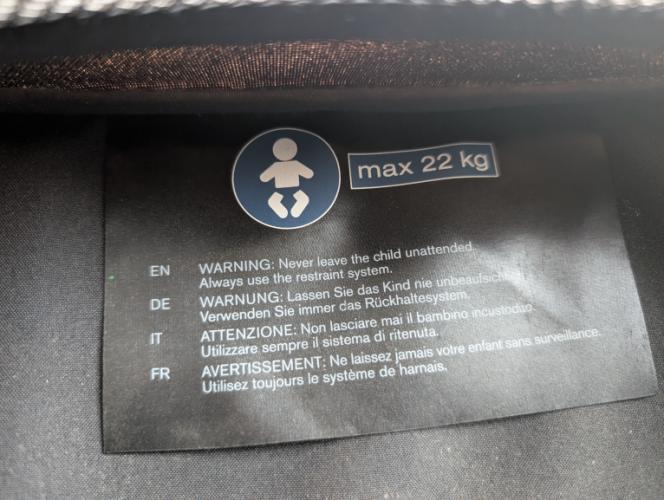 max 22 kg
EN WARNING: Never leave the child unattended.
Always use the restraint system.
DE WARNUNG: Lassen Sie das Kind nie
Verwenden Sie immer das Rückhaltesystem.
IT ATTENZIONE: Non lasciare mai il bambino incustodito.
Utilizzare sempre il sistema di ritenuta.
FR AVERTISSEMENT: Ne laissez jamais votre enfant sans surveillance.
Utilisez toujours le système de harnais.